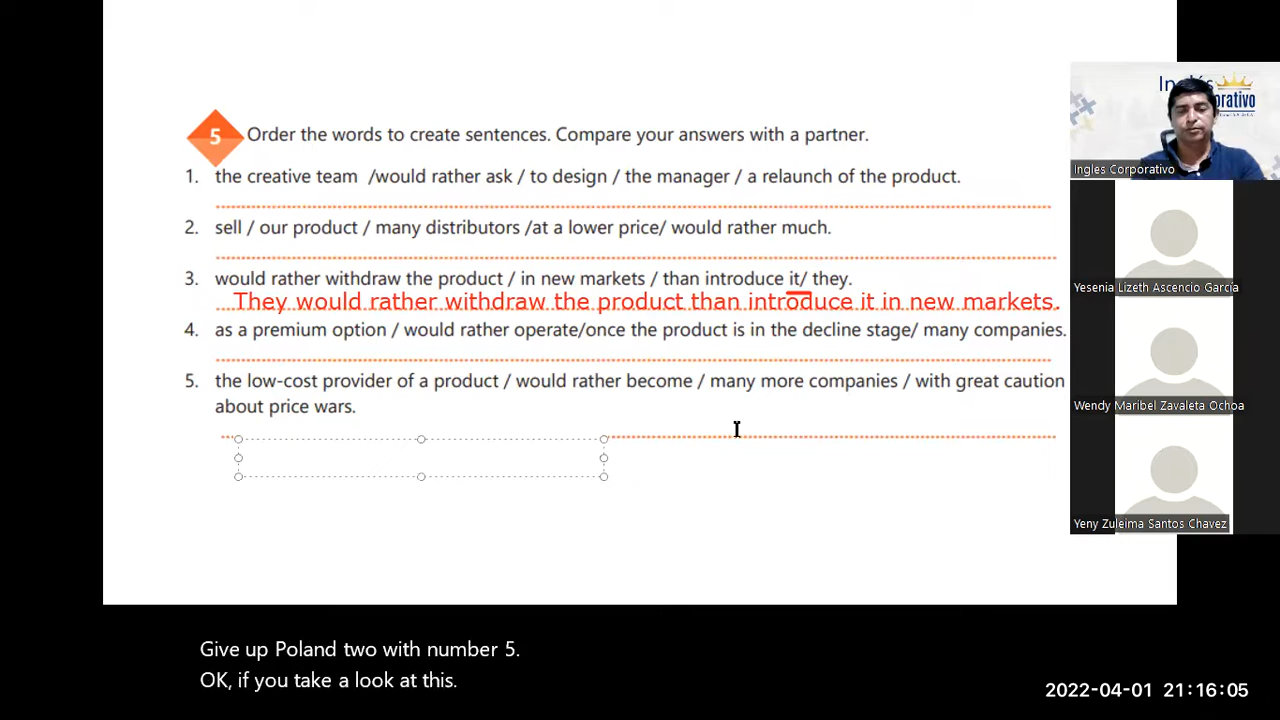 5 Order the words to create sentences. Compare your answers with a partner.
1. the creative team /would rather ask / to design / the manager / a relaunch of the product.
2. sell / our product / many distributors /at a lower price/ would rather much.
3. would rather withdraw the product / in new markets / than introduce it/ they.
They would rather withdraw the product than introduce it in new markets.
4. as a premium option / would rather operate/once the product is in the decline stage/ many companies.
5. the low-cost provider of a product / would rather become / many more companies / with great caution
about price wars.
Ingles Corporativo
Yesenia Lizeth Ascencio Garcia
Wendy Maribel Zavaleta Ochoa
Yeny Zuleima Santos Chavez
Give up Poland two with number 5.
OK, if you take a look at this.
2022-04-01 21:16:05